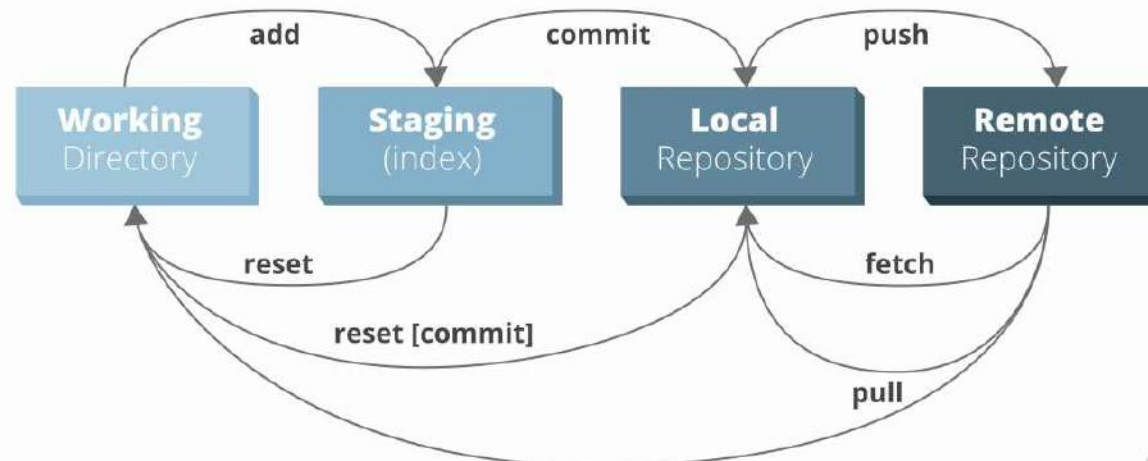 add
commit
push
Working
Directory
Staging
(index)
Local
Repository
Remote
Repository
reset
fetch
reset [commit]
pull